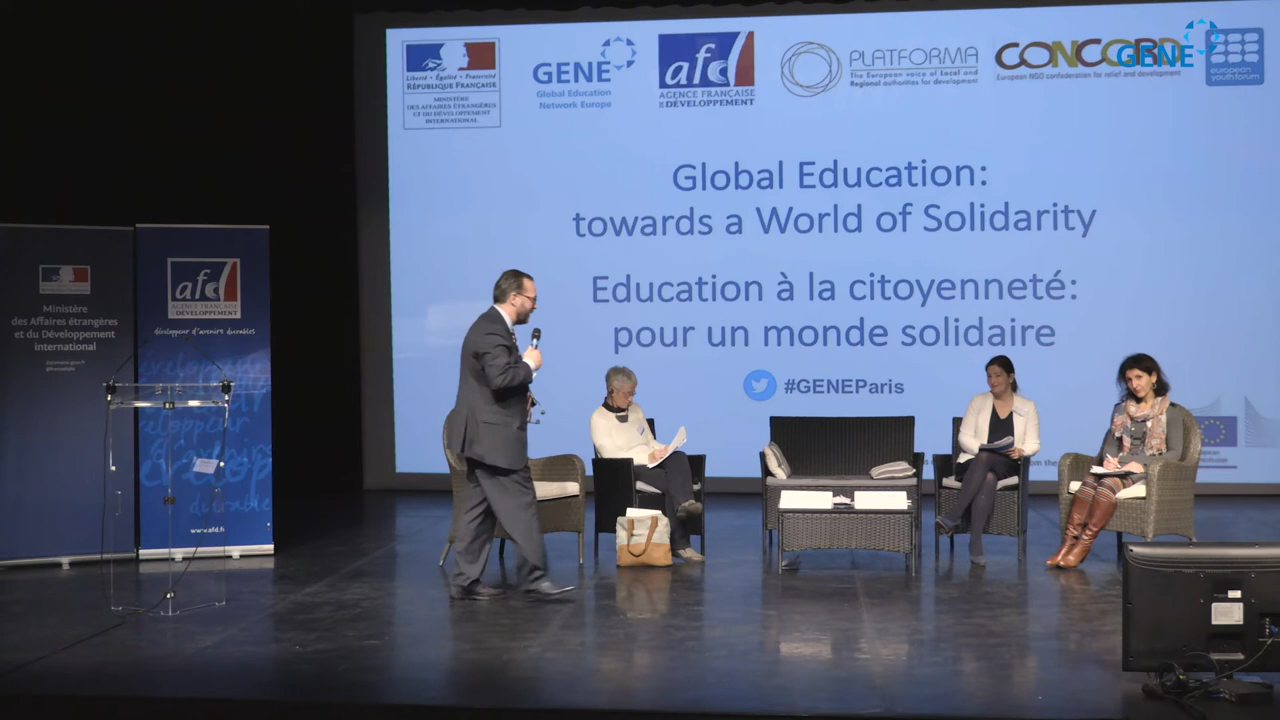 Liberté • Égalité • Fraternité
RÉPUBLIQUE FRANÇAISE
MINISTÈRE
DES AFFAIRES ÉTRANGÈRES
ET DU DÉVELOPPEMENT
INTERNATIONAL
GENE
Global Education
Network Europe
afd
AGENCE FRANÇAISE
DE DÉVELOPPEMENT
PLATFORMA
The European voice of Local and
Regional authorities for development
CONCORD
European NGO confederation for relief and development
GENE
european
youth forum
Global Education:
towards a World of Solidarity
Education à la citoyenneté:
pour un monde solidaire
#GENEParis
from the
Ministère
des Affaires étrangères
et du Développement
international
afd
AGENCE FRANÇAISE
DE DÉVELOPPEMENT
développeur d'avenirs durables
www.afd.fr